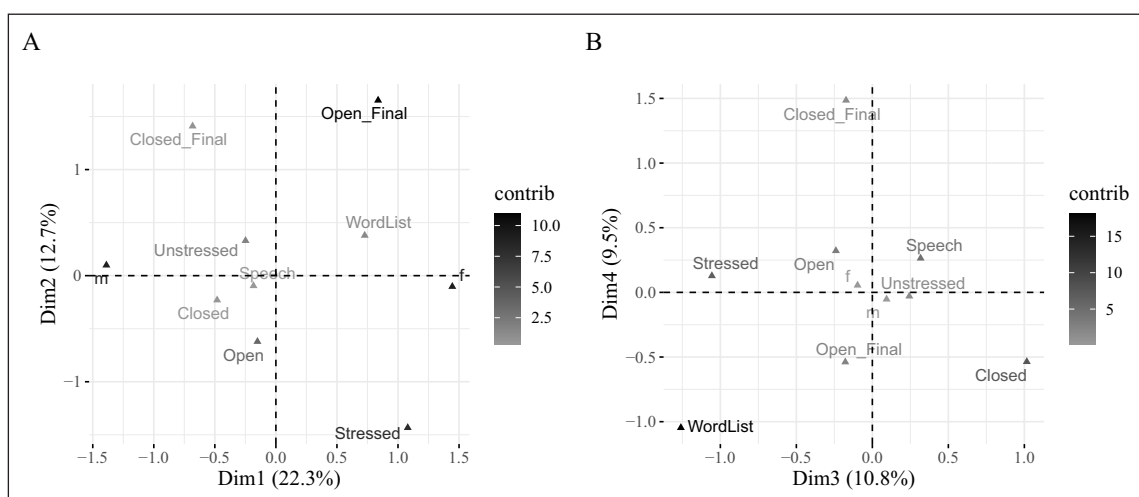 A
Open_Final
Closed_Final
1
WordList
Unstressed
m
Speech
f
0
Closed
Open
−1
Stressed
−1.5 −1.0 −0.5 0.0 0.5 1.0 1.5
Dim1 (22.3%)
Dim2 (12.7%)
contrib
10.0
7.5
5.0
2.5
B
1.5
Closed_Final
1.0
0.5
Speech
Open
Stressed
f
Unstressed
0.0
m
Open_Final
−0.5
Closed
−1.0
WordList
−1.0 −0.5 0.0 0.5 1.0
Dim3 (10.8%)
Dim4 (9.5%)
contrib
15
10
5